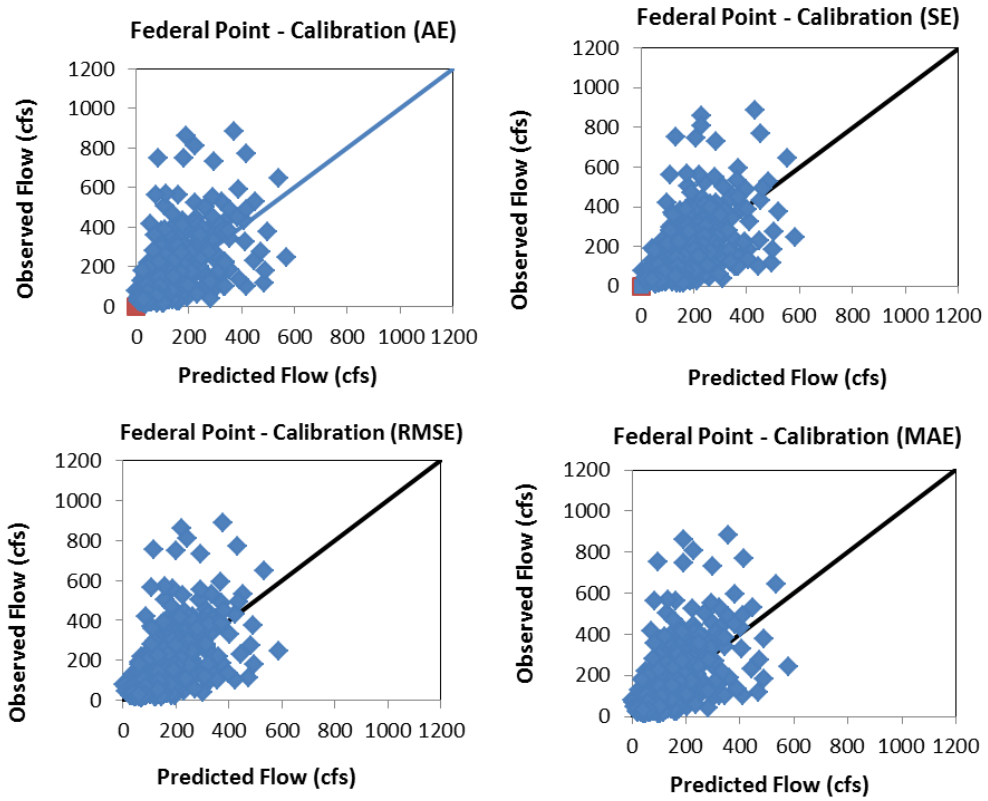 Federal Point - Calibration (AE)
1200
1000
800
600
400
200
0
Observed Flow (cfs)
0 200 400 600 800 1000 1200
Predicted Flow (cfs)
Federal Point - Calibration (SE)
1200
1000
800
600
400
200
0
Observed Flow (cfs)
0 200 400 600 800 1000 1200
Predicted Flow (cfs)
Federal Point - Calibration (RMSE)
1200
1000
800
600
400
200
0
Observed Flow (cfs)
0 200 400 600 800 1000 1200
Predicted Flow (cfs)
Federal Point - Calibration (MAE)
1200
1000
800
600
400
200
0
Observed Flow (cfs)
0 200 400 600 800 1000 1200
Predicted Flow (cfs)